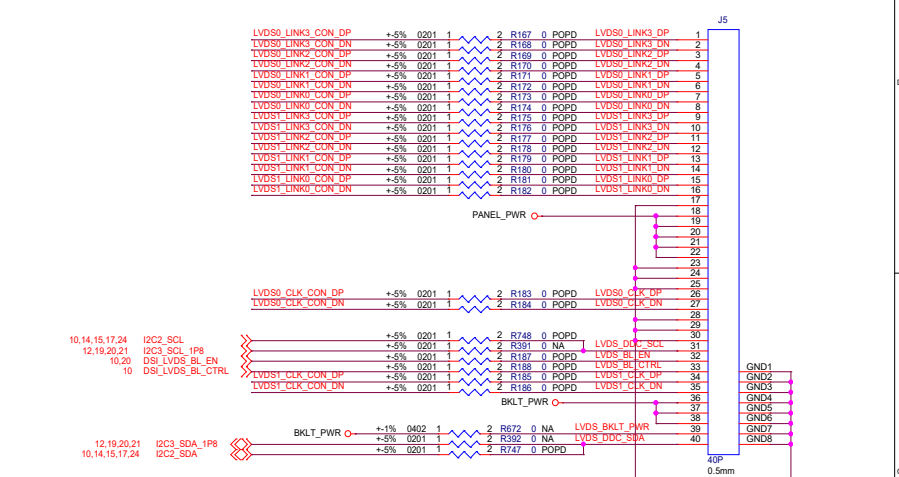 J5
LVDS0_LINK3_CON_DP +-5% 0201 1 2 R167 0 POPD LVDS0_LINK3_DP 1
LVDS0_LINK3_CON_DN +-5% 0201 1 2 R168 0 POPD LVDS0_LINK3_DN 2
LVDS0_LINK2_CON_DP +-5% 0201 1 2 R169 0 POPD LVDS0_LINK2_DP 3
LVDS0_LINK2_CON_DN +-5% 0201 1 2 R170 0 POPD LVDS0_LINK2_DN 4
LVDS0_LINK1_CON_DP +-5% 0201 1 2 R171 0 POPD LVDS0_LINK1_DP 5
LVDS0_LINK1_CON_DN +-5% 0201 1 2 R172 0 POPD LVDS0_LINK1_DN 6
LVDS0_LINK0_CON_DP +-5% 0201 1 2 R173 0 POPD LVDS0_LINK0_DP 7
LVDS0_LINK0_CON_DN +-5% 0201 1 2 R174 0 POPD LVDS0_LINK0_DN 8
LVDS1_LINK3_CON_DP +-5% 0201 1 2 R175 0 POPD LVDS1_LINK3_DP 9
LVDS1_LINK3_CON_DN +-5% 0201 1 2 R176 0 POPD LVDS1_LINK3_DN 10
LVDS1_LINK2_CON_DP +-5% 0201 1 2 R177 0 POPD LVDS1_LINK2_DP 11
LVDS1_LINK2_CON_DN +-5% 0201 1 2 R178 0 POPD LVDS1_LINK2_DN 12
LVDS1_LINK1_CON_DP +-5% 0201 1 2 R179 0 POPD LVDS1_LINK1_DP 13
LVDS1_LINK1_CON_DN +-5% 0201 1 2 R180 0 POPD LVDS1_LINK1_DN 14
LVDS1_LINK0_CON_DP +-5% 0201 1 2 R181 0 POPD LVDS1_LINK0_DP 15
LVDS1_LINK0_CON_DN +-5% 0201 1 2 R182 0 POPD LVDS1_LINK0_DN 16
17
PANEL_PWR 18
19
20
21
22
23
24
25
LVDS0_CLK_CON_DP +-5% 0201 1 2 R183 0 POPD LVDS0_CLK_DP 26
LVDS0_CLK_CON_DN +-5% 0201 1 2 R184 0 POPD LVDS0_CLK_DN 27
28
29
10,14,15,17,24 I2C2_SCL +-5% 0201 1 2 R748 0 POPD 30
12,19,20,21 I2C3_SCL_1P8 +-5% 0201 1 2 R391 0 NA LVDS_DDC_SCL 31
10,20 DSI_LVDS_BL_EN +-5% 0201 1 2 R187 0 POPD LVDS_BL_EN 32
10 DSI_LVDS_BL_CTRL +-5% 0201 1 2 R188 0 POPD LVDS_BL_CTRL 33 GND1
LVDS1_CLK_CON_DP +-5% 0201 1 2 R185 0 POPD LVDS1_CLK_DP 34 GND2
LVDS1_CLK_CON_DN +-5% 0201 1 2 R186 0 POPD LVDS1_CLK_DN 35 GND3
BKLT_PWR 36 GND4
37 GND5
38 GND6
BKLT_PWR +-1% 0402 1 2 R672 0 NA LVDS_BKLT_PWR 39 GND7
12,19,20,21 I2C3_SDA_1P8 +-5% 0201 1 2 R392 0 NA LVDS_DDC_SDA 40 GND8
10,14,15,17,24 I2C2_SDA +-5% 0201 1 2 R747 0 POPD
40P
0.5mm